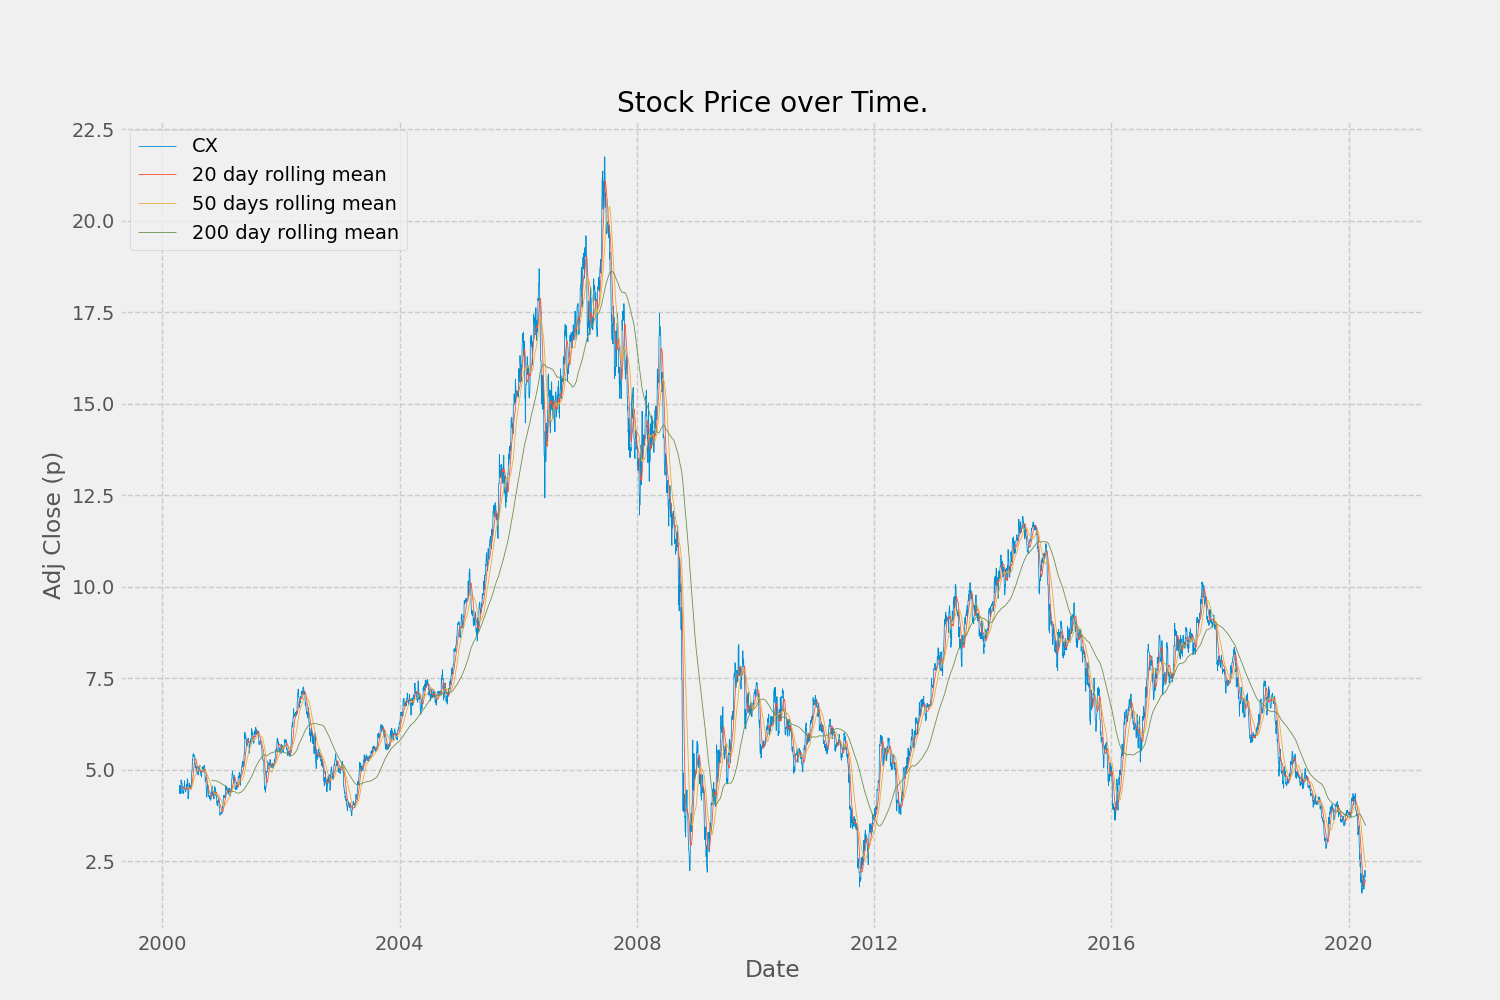 Stock Price over Time.
22.5
20.0
17.5
15.0
12.5
10.0
7.5
5.0
2.5
Adj Close (p)
CX
20 day rolling mean
50 days rolling mean
200 day rolling mean
2000 2004 2008 2012 2016 2020
Date